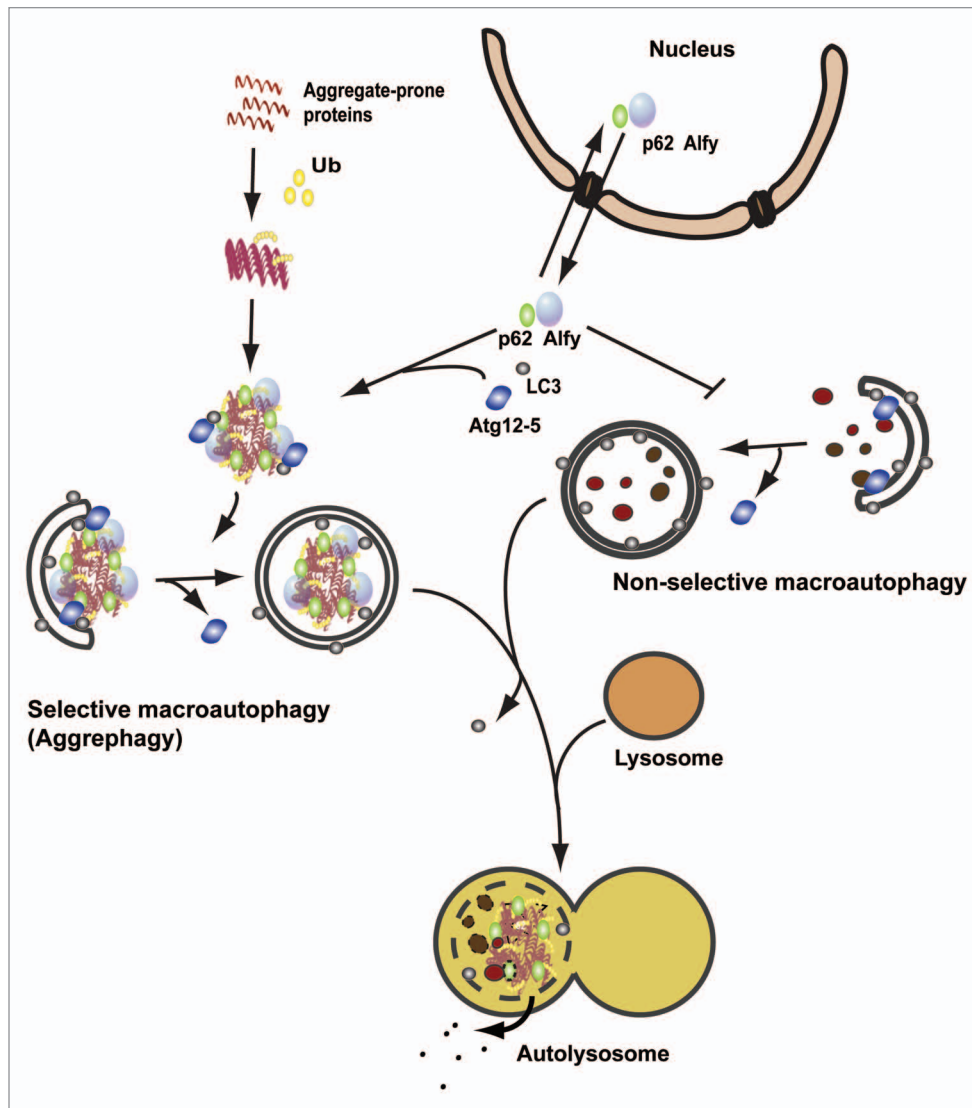 Nucleus
Aggregate-prone
proteins
p62 Alfy
Ub
p62 Alfy
LC3
Atg12-5
Non-selective macroautophagy
Selective macroautophagy
(Aggrephagy)
Lysosome
Autolysosome